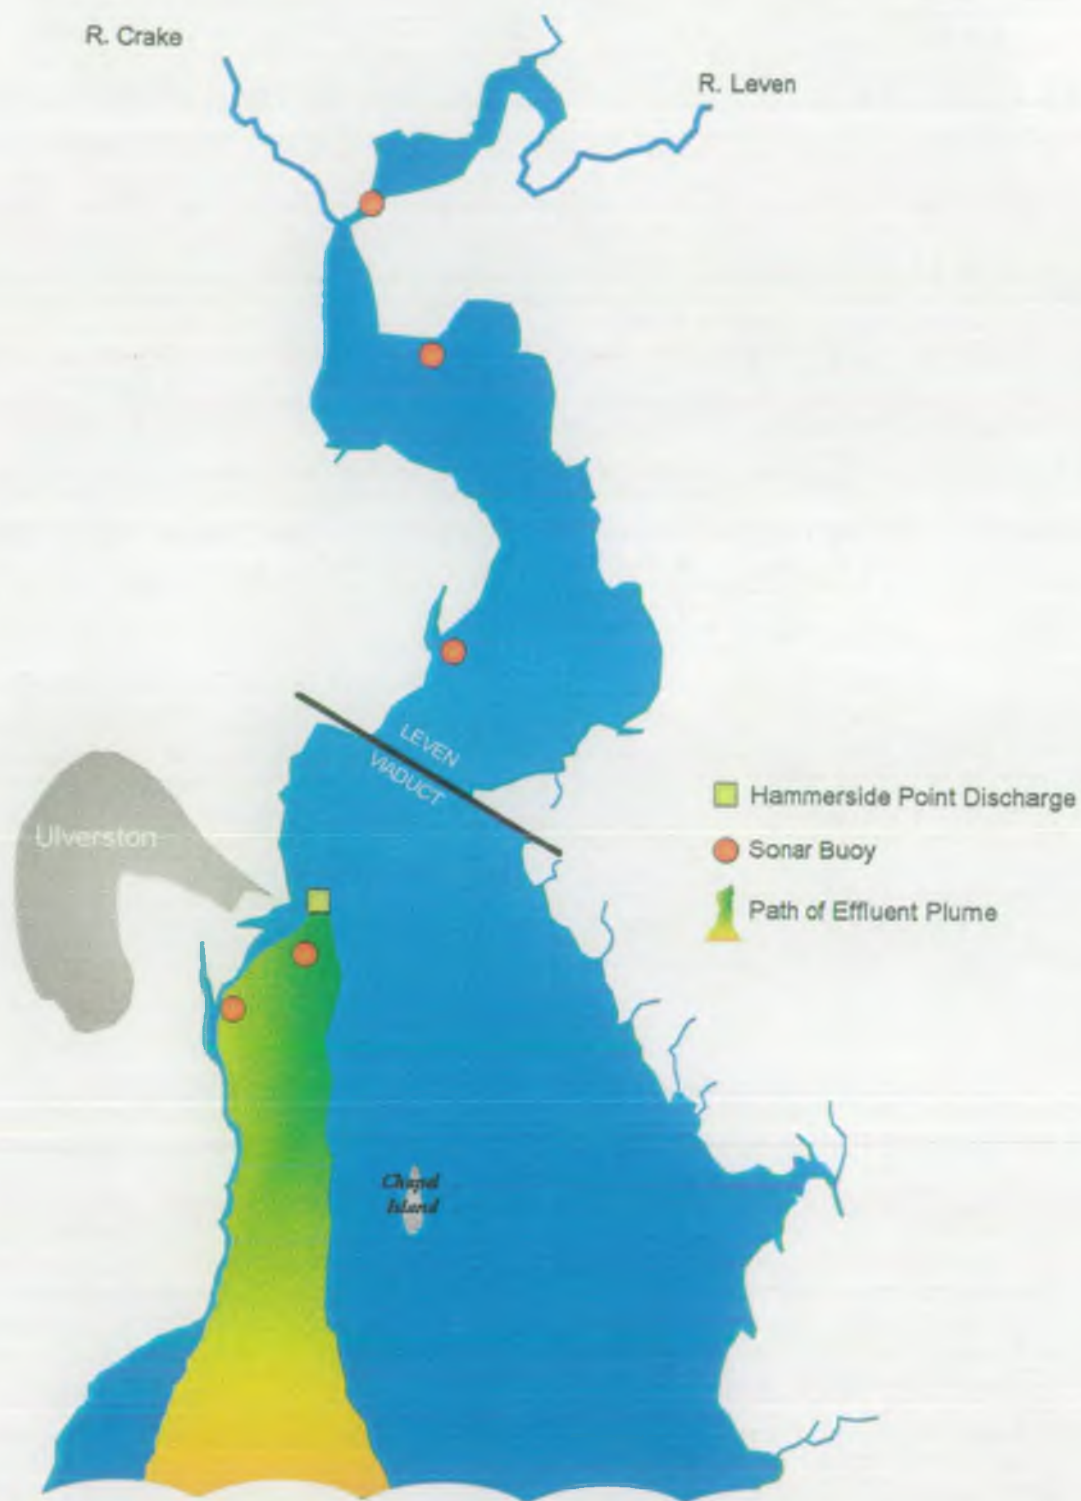 R. Crake
R. Leven
LEVEN
VIADUCT
Ulverston
Hammerside Point Discharge
Sonar Buoy
Path of Effluent Plume
Chapel
Island